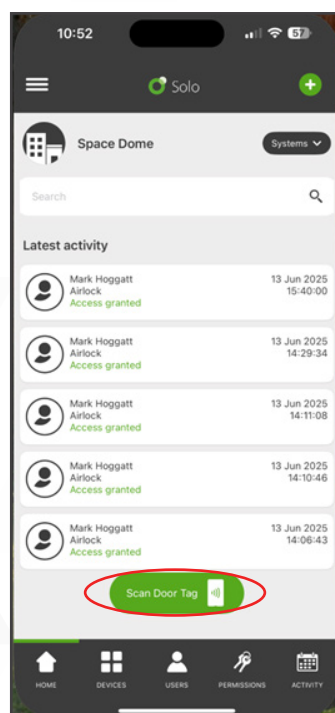 10:52
67
Solo
Space Dome
Systems
Search
Latest activity
Mark Hoggatt
13 Jun 2025
Airlock
15:40:00
Access granted
Mark Hoggatt
13 Jun 2025
Airlock
14:29:34
Access granted
Mark Hoggatt
13 Jun 2025
Airlock
14:11:08
Access granted
Mark Hoggatt
13 Jun 2025
Airlock
14:10:46
Access granted
Mark Hoggatt
13 Jun 2025
Airlock
14:06:43
Access granted
Scan Door Tag
HOME
DEVICES
USERS
PERMISSIONS
ACTIVITY